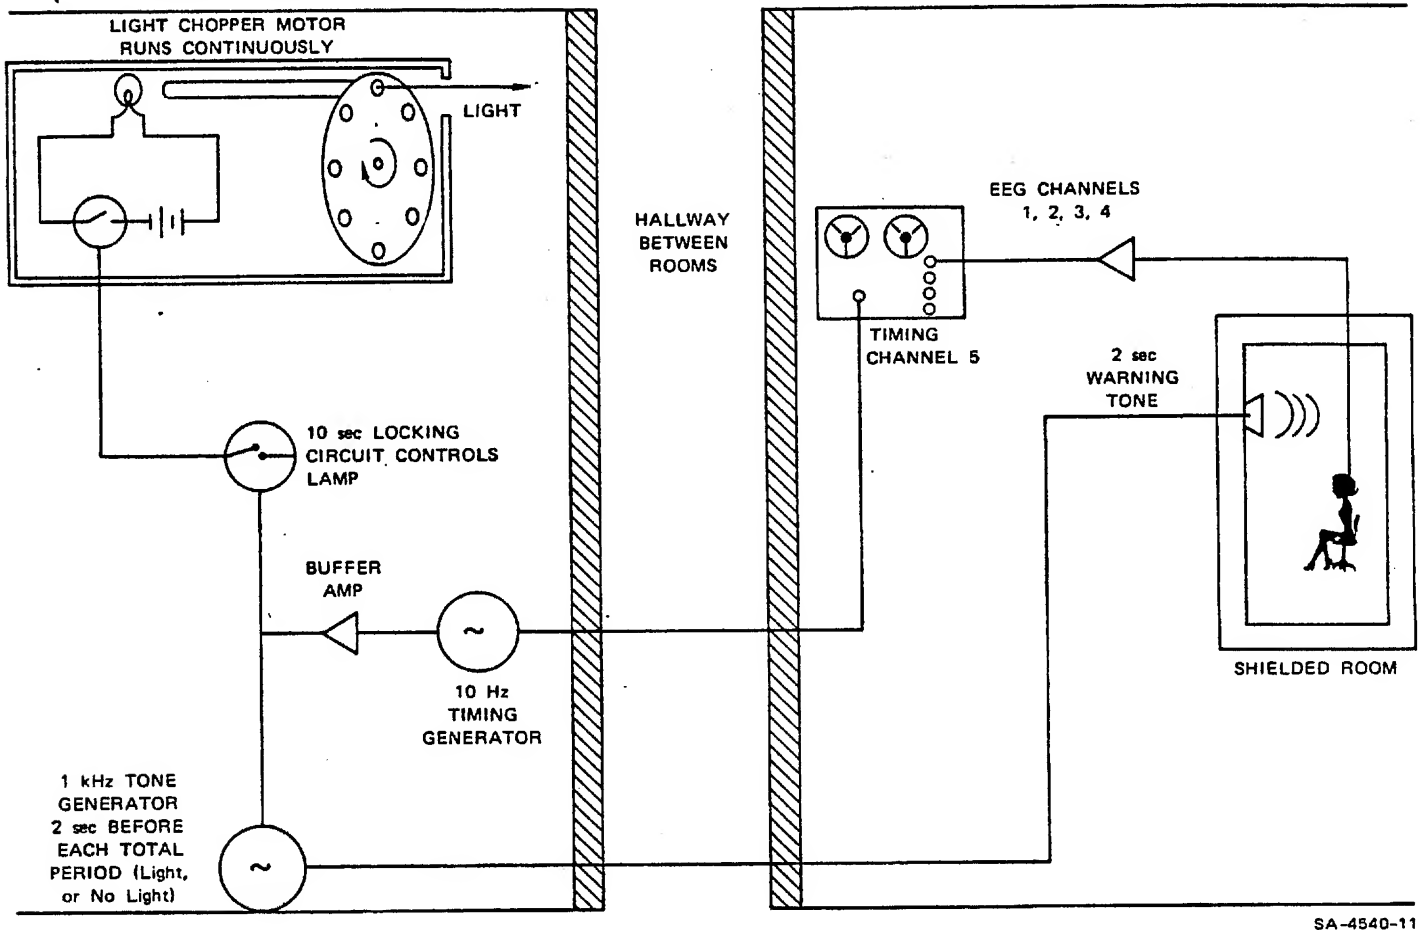 LIGHT CHOPPER MOTOR
RUNS CONTINUOUSLY
LIGHT
HALLWAY
BETWEEN
ROOMS
EEG CHANNELS
1, 2, 3, 4
TIMING
CHANNEL 5
2 sec
WARNING
TONE
10 sec LOCKING
CIRCUIT CONTROLS
LAMP
BUFFER
AMP
~
10 Hz
TIMING
GENERATOR
SHIELDED ROOM
1 kHz TONE
GENERATOR
2 sec BEFORE
EACH TOTAL
PERIOD (Light,
or No Light)
~
SA-4540-11